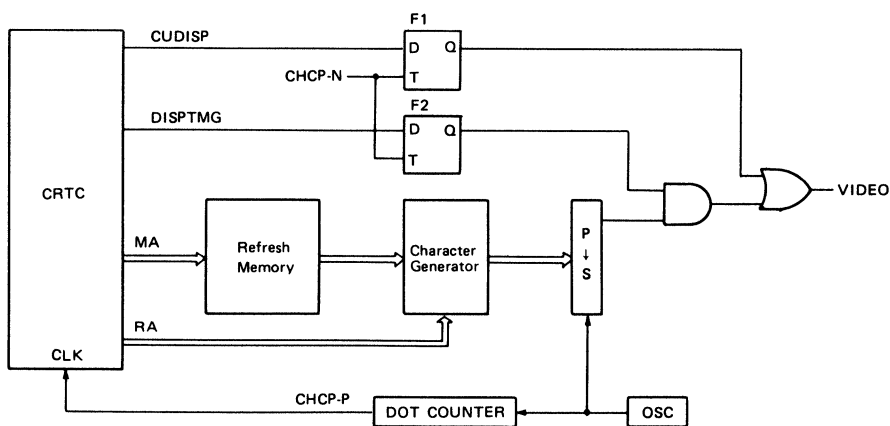 F1
CUDISP
D Q
CHCP-N
T
F2
DISPTMG
D Q
T
CRTC
VIDEO
MA
Refresh
Memory
Character
Generator
P
↓
S
RA
CLK
CHCP-P
DOT COUNTER
OSC